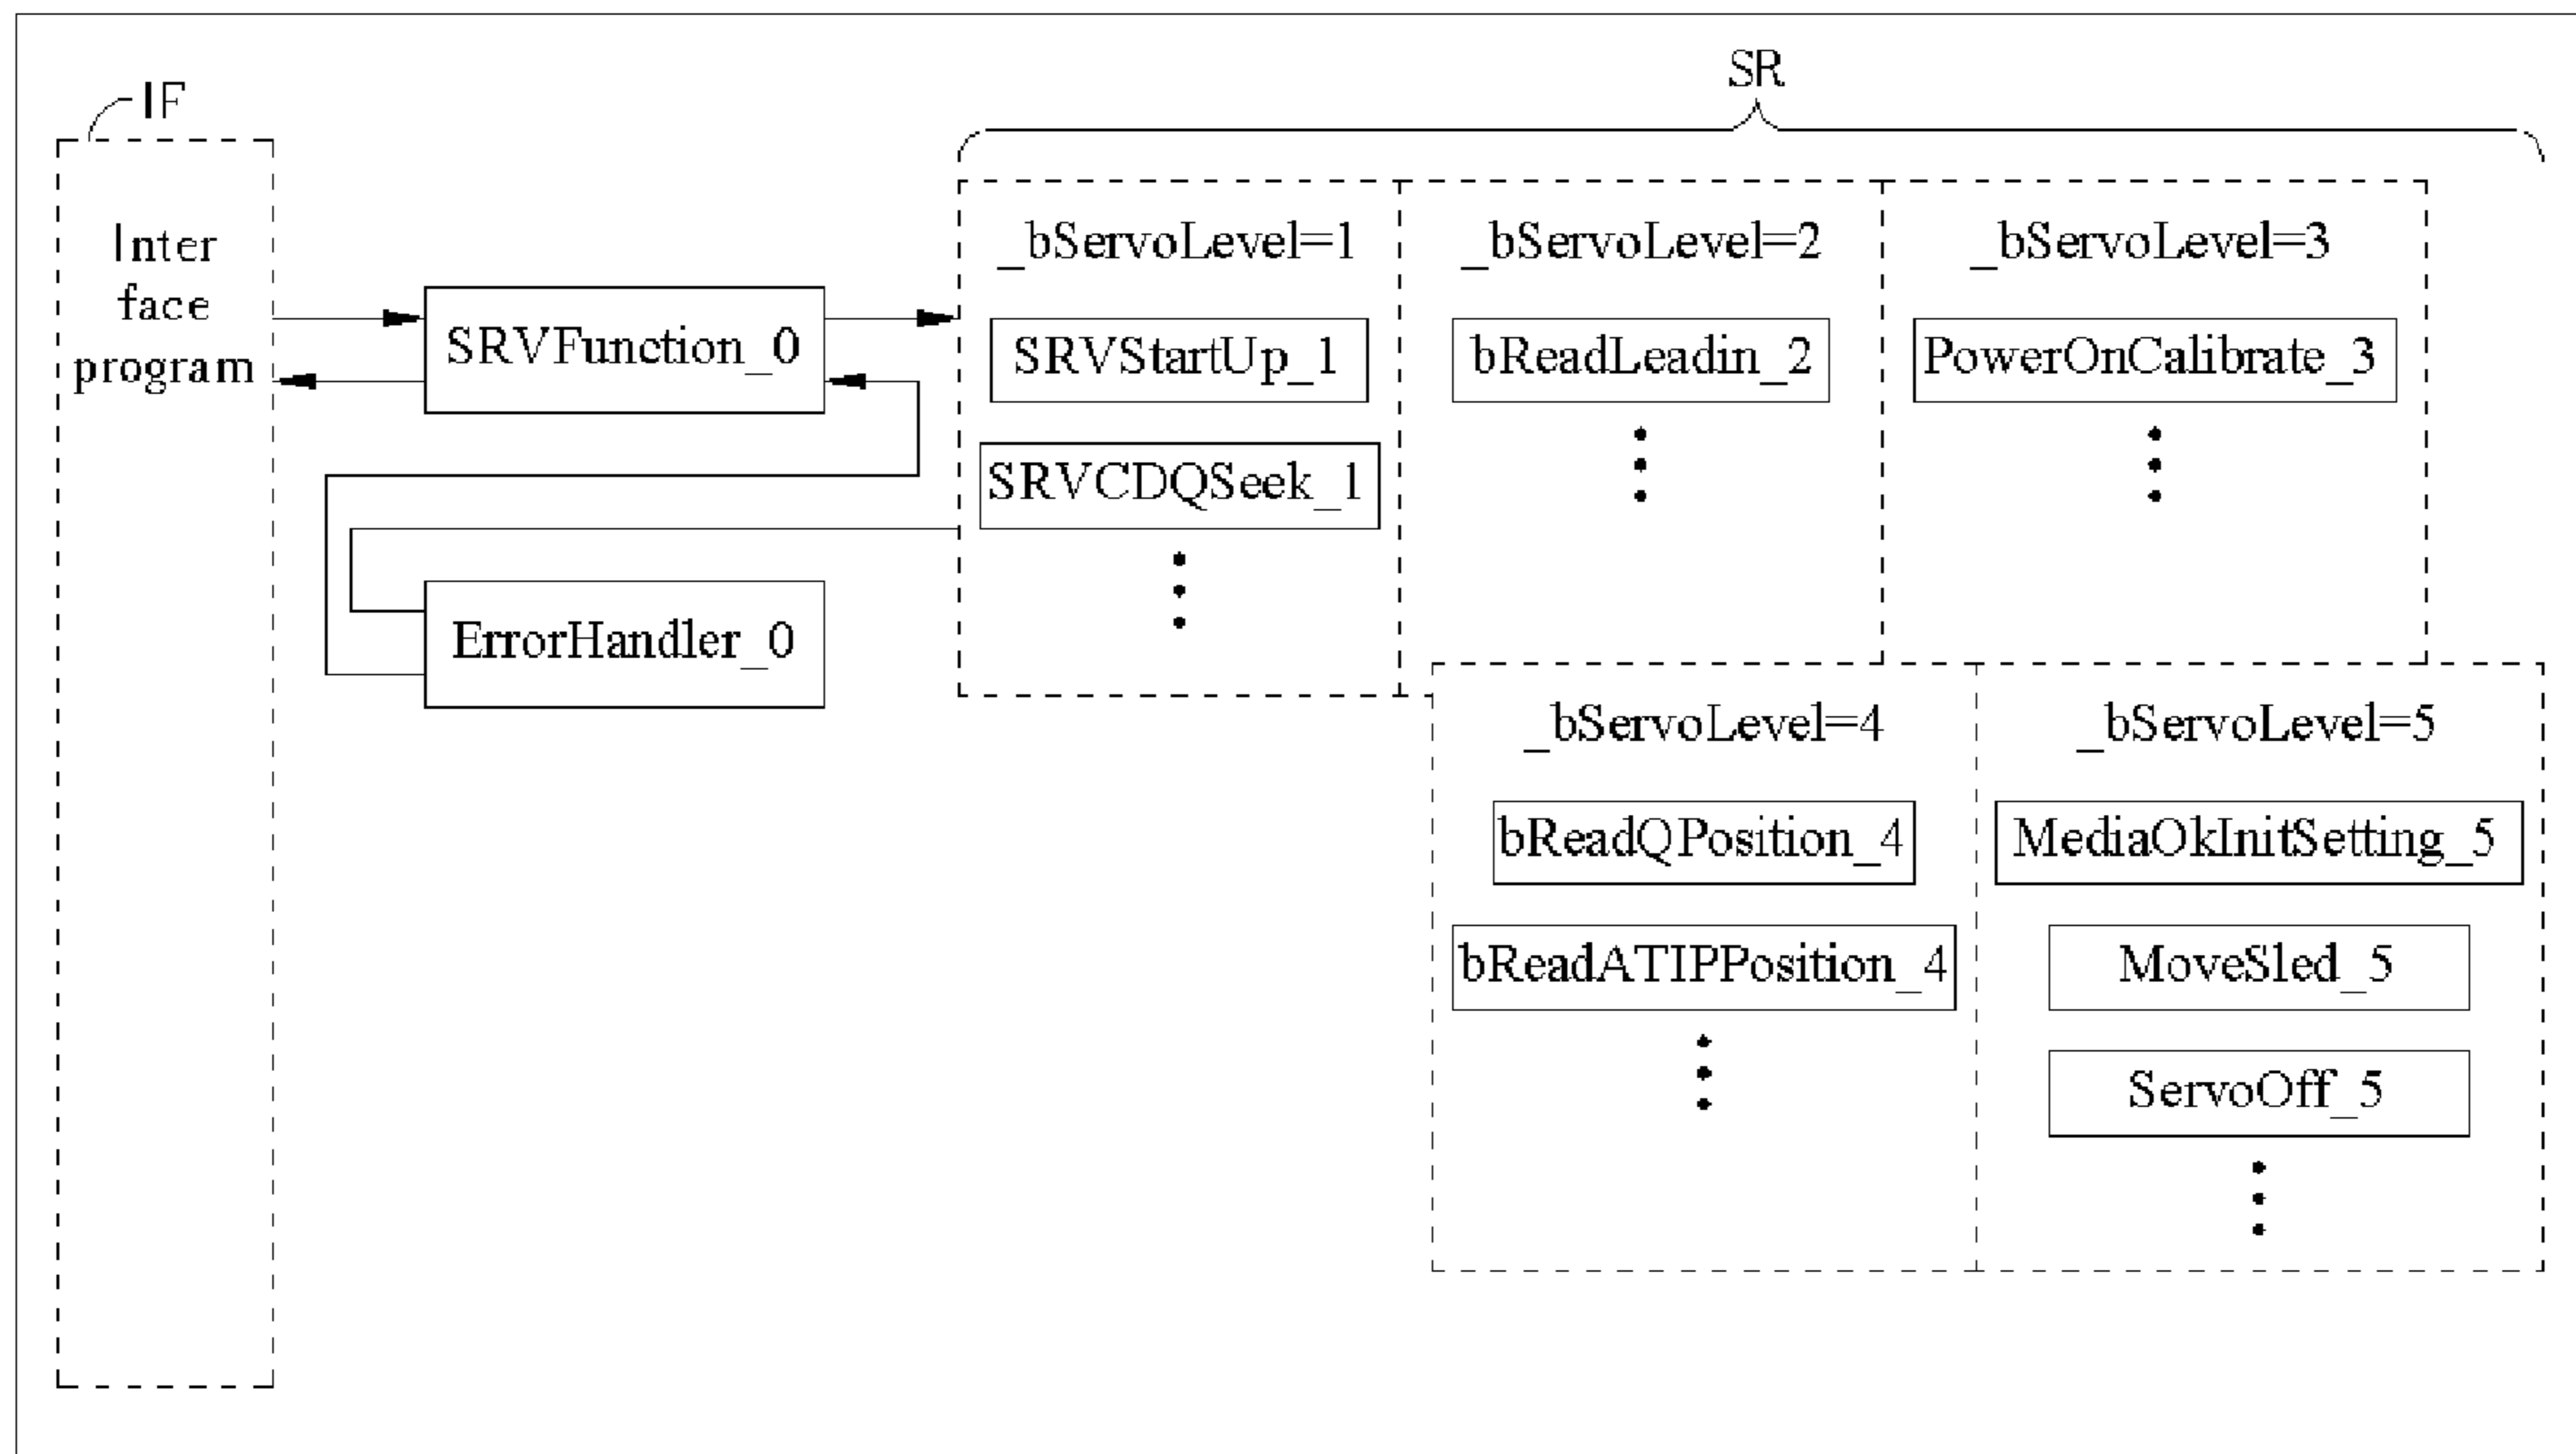 SR
IF
Inter
face
program
SRVFunction_0
ErrorHandler_0
_bServoLevel=1
SRVStartUp_1
SRVCDQSeek_1
_bServoLevel=2
bReadLeadin_2
_bServoLevel=3
PowerOnCalibrate_3
_bServoLevel=4
bReadQPosition_4
bReadATIPPosition_4
_bServoLevel=5
MediaOkInitSetting_5
MoveSled_5
ServoOff_5